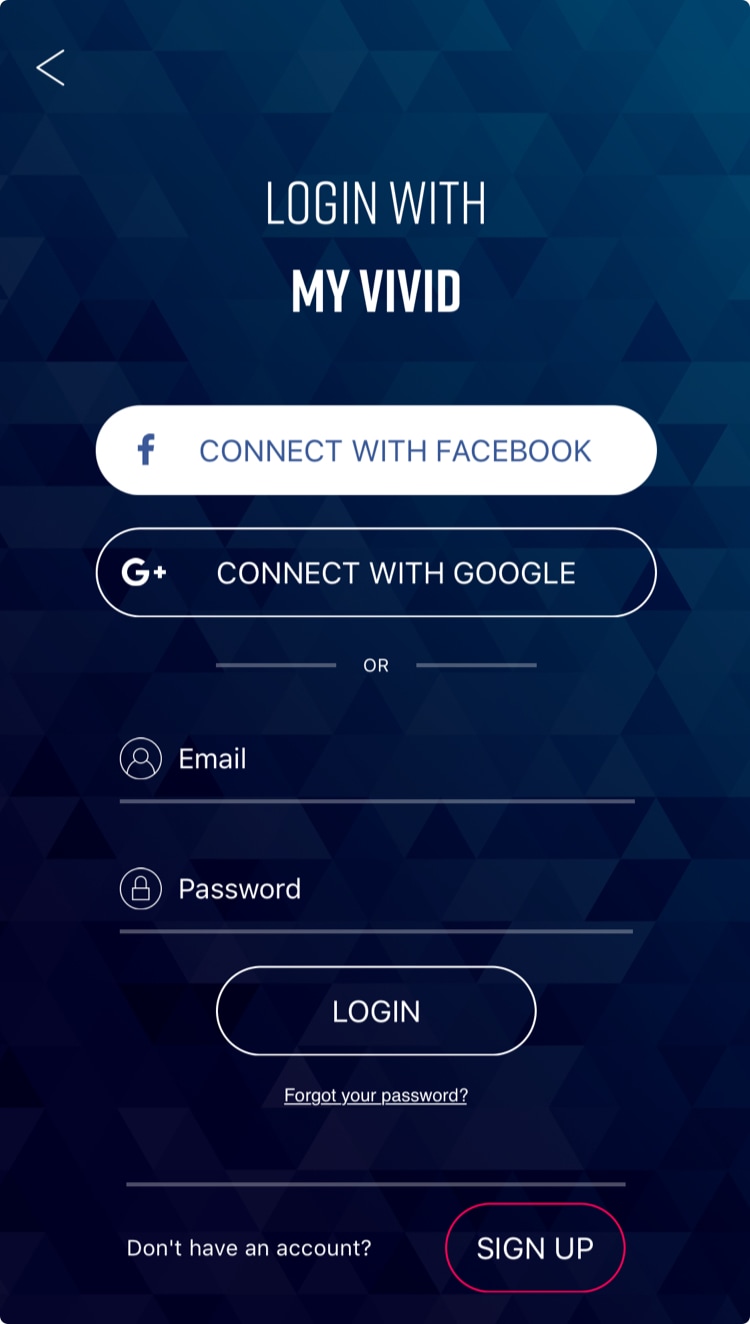 LOGIN WITH
MY VIVID
f CONNECT WITH FACEBOOK
G+ CONNECT WITH GOOGLE
OR
Email
Password
LOGIN
Forgot your password?
Don't have an account? SIGN UP